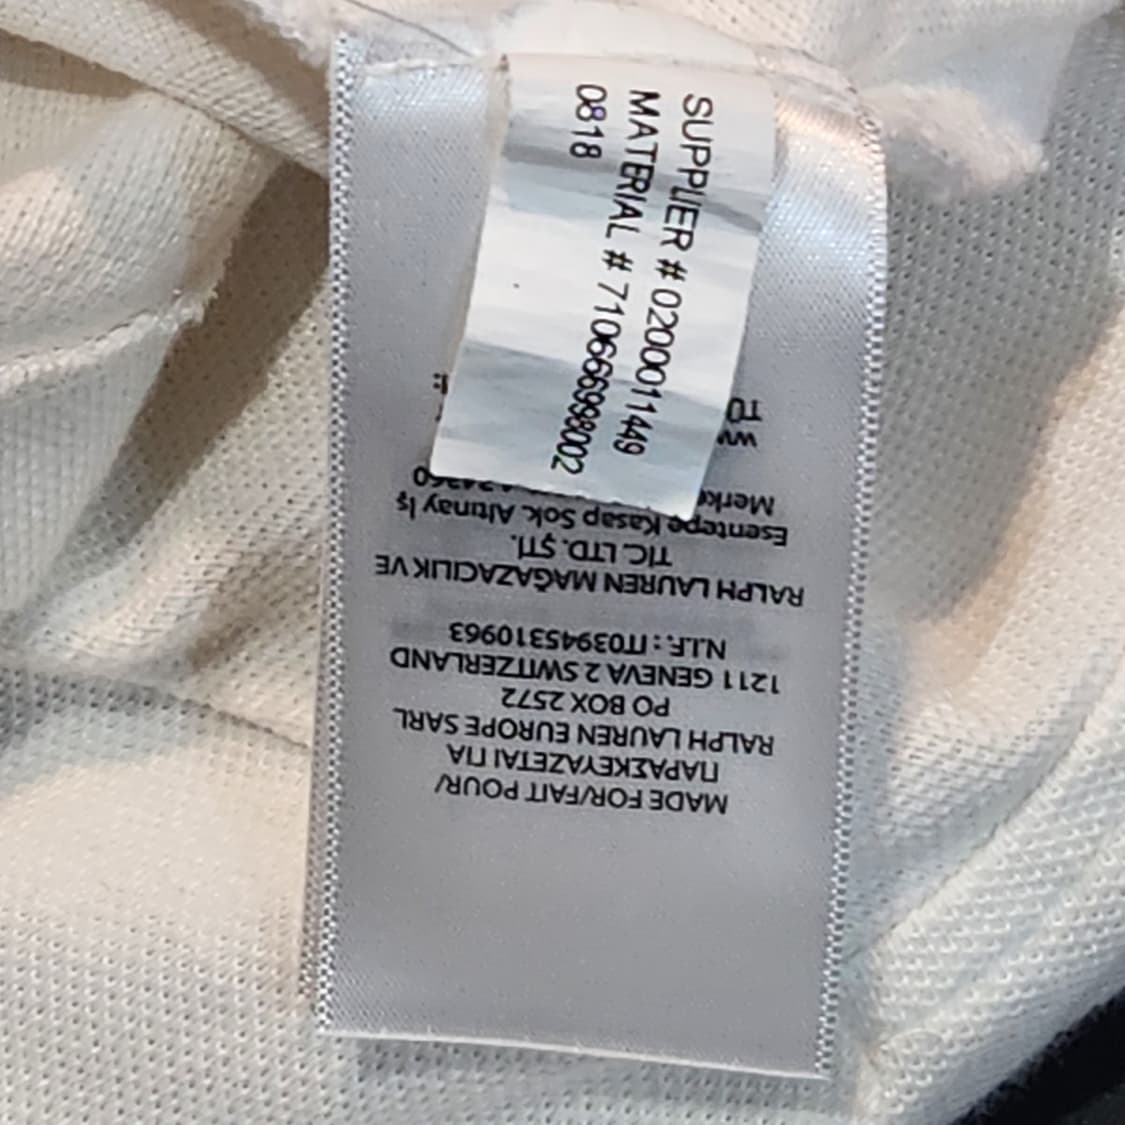 SUPPLIER # 0200011449
MATERIAL # 710666998002
0818
MADE FOR/FAIT POUR/
ΠΑΡΑΣΚΕΥΑΖΕΤΑΙ ΓΙΑ
RALPH LAUREN EUROPE SARL
PO BOX 2572
1211 GENEVA 2 SWITZERLAND
N.I.F. : IT03945310963
RALPH LAUREN MAĞAZACILIK VE
TİC. LTD. ŞTİ.
Esentepe Kasap Sok. Altınay İş